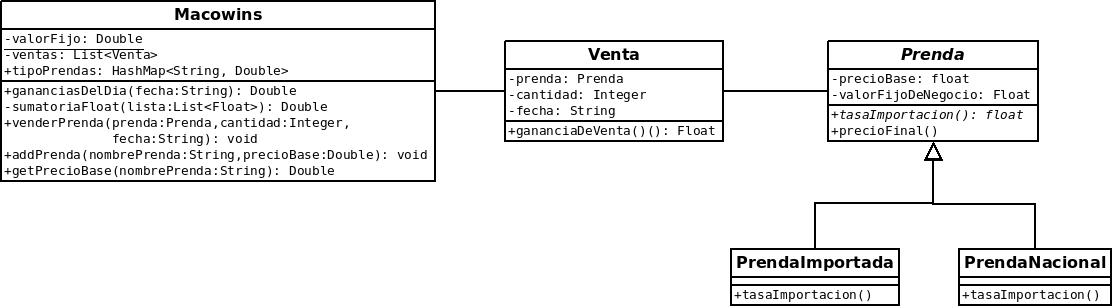 Macowins
-valorFijo: Double
-ventas: List<Venta>
+tipoPrendas: HashMap<String, Double>
+gananciasDelDia(fecha:String): Double
-sumatoriaFloat(lista:List<Float>): Double
+venderPrenda(prenda:Prenda,cantidad:Integer,
fecha:String): void
+addPrenda(nombrePrenda:String,precioBase:Double): void
+getPrecioBase(nombrePrenda:String): Double
Venta
-prenda: Prenda
-cantidad: Integer
-fecha: String
+gananciaDeVenta()(): Float
Prenda
-precioBase: float
-valorFijoDeNegocio: Float
+tasaImportacion(): float
+precioFinal()
PrendaImportada
+tasaImportacion()
PrendaNacional
+tasaImportacion()